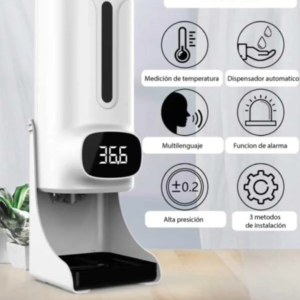 Medición de temperatura
Dispensador automatico
36.6
Multilenguaje
Funcion de alarma
±0.2
Alta presición
3 metodos
de instalación